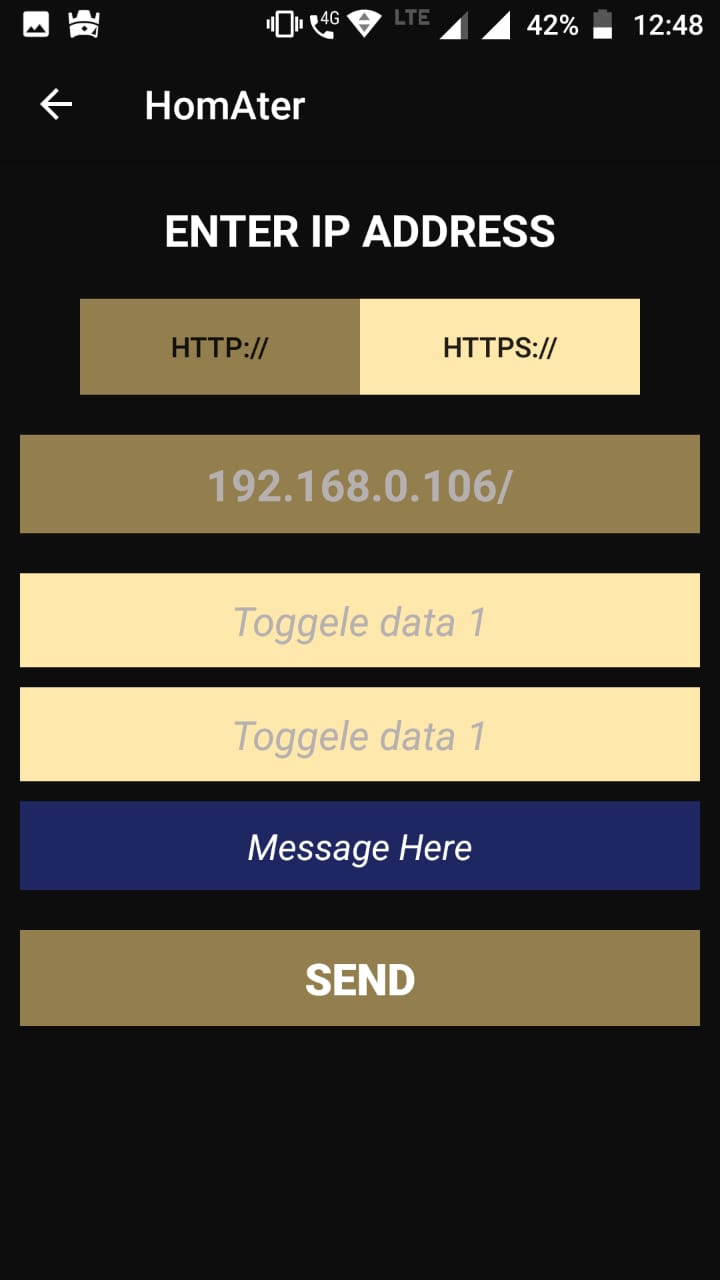 4G LTE 42% 12:48
HomAter
ENTER IP ADDRESS
HTTP:// HTTPS://
192.168.0.106/
Toggele data 1
Toggele data 1
Message Here
SEND